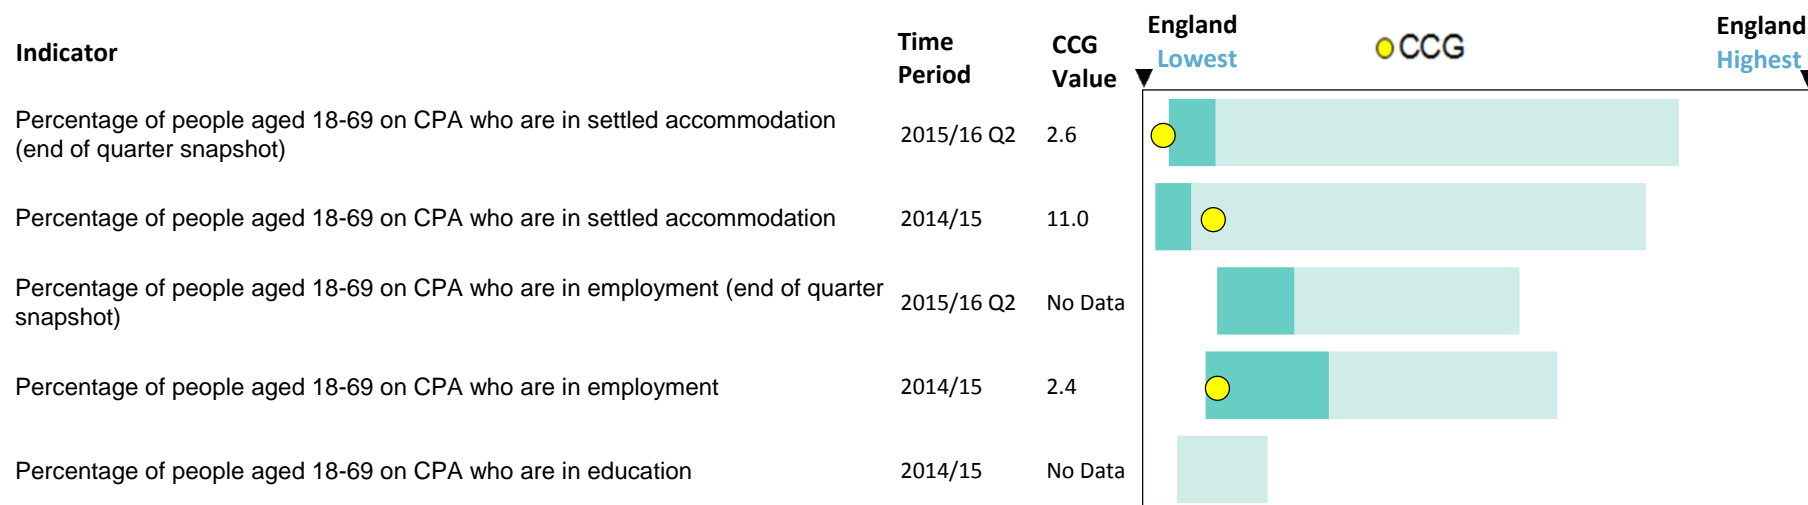 Indicator
Time
Period
CCG
Value
England
Lowest
CCG
England
Highest
Percentage of people aged 18-69 on CPA who are in settled accommodation
(end of quarter snapshot)
2015/16 Q2
2.6
Percentage of people aged 18-69 on CPA who are in settled accommodation
2014/15
11.0
Percentage of people aged 18-69 on CPA who are in employment (end of quarter
snapshot)
2015/16 Q2
No Data
Percentage of people aged 18-69 on CPA who are in employment
2014/15
2.4
Percentage of people aged 18-69 on CPA who are in education
2014/15
No Data